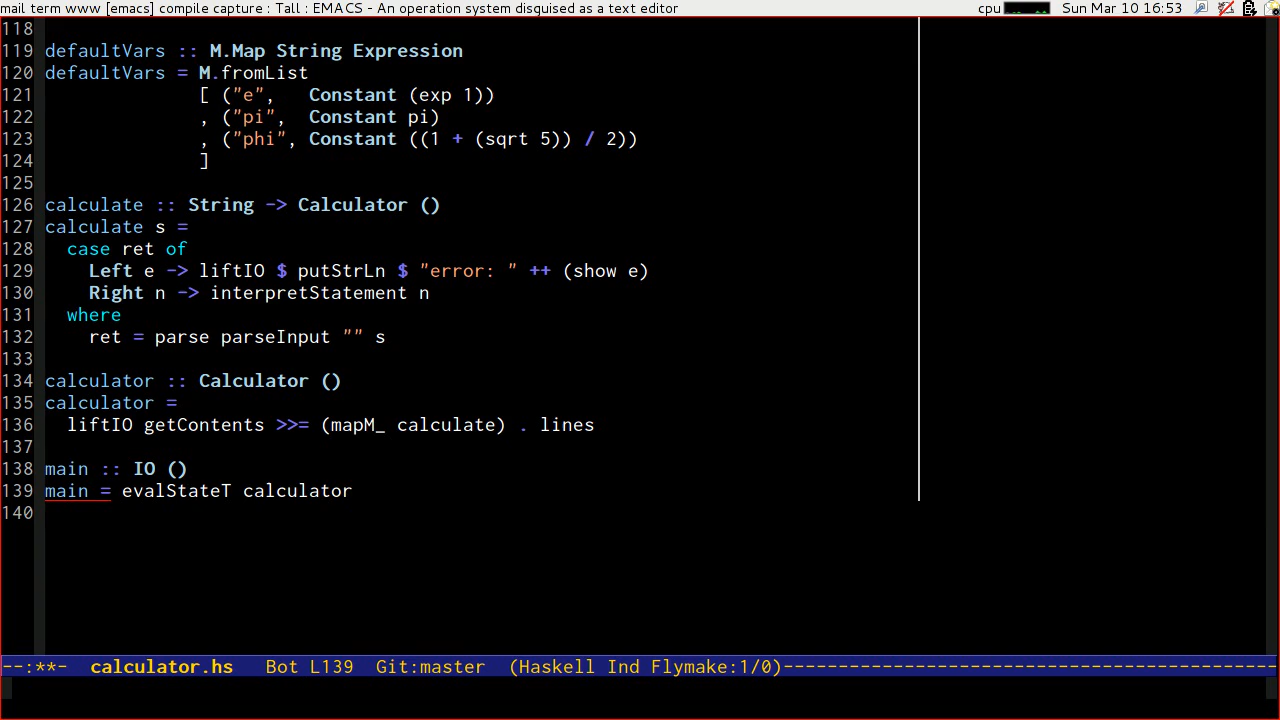 mail term www [emacs] compile capture : Tall : EMACS - An operation system disguised as a text editor cpu Sun Mar 10 16:53
118
119 defaultVars :: M.Map String Expression
120 defaultVars = M.fromList
121               [ ("e",   Constant (exp 1))
122               , ("pi",  Constant pi)
123               , ("phi", Constant ((1 + (sqrt 5)) / 2))
124               ]
125
126 calculate :: String -> Calculator ()
127 calculate s =
128   case ret of
129     Left e -> liftIO $ putStrLn $ "error: " ++ (show e)
130     Right n -> interpretStatement n
131   where
132     ret = parse parseInput "" s
133
134 calculator :: Calculator ()
135 calculator =
136   liftIO getContents >>= (mapM_ calculate) . lines
137
138 main :: IO ()
139 main = evalStateT calculator
140
--:**-  calculator.hs   Bot L139  Git:master  (Haskell Ind Flymake:1/0)---------------------------------------------